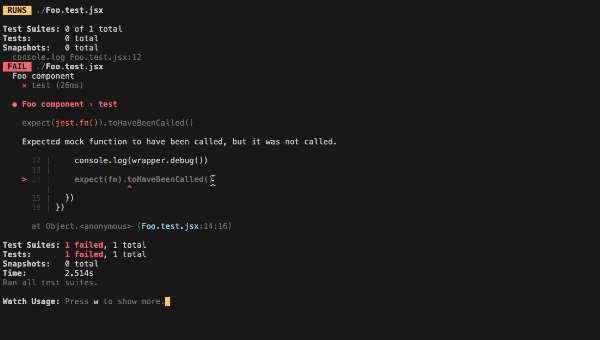 RUNS ./Foo.test.jsx
Test Suites: 0 of 1 total
Tests: 0 total
Snapshots: 0 total
console.log Foo.test.jsx:12
FAIL ./Foo.test.jsx
Foo component
× test (26ms)
● Foo component › test
expect(jest.fn()).toHaveBeenCalled()
Expected mock function to have been called, but it was not called.
12 | console.log(wrapper.debug())
13 |
> 14 | expect(fn).toHaveBeenCalled()
| ^
15 | })
16 | })
at Object.<anonymous> (Foo.test.jsx:14:16)
Test Suites: 1 failed, 1 total
Tests: 1 failed, 1 total
Snapshots: 0 total
Time: 2.514s
Ran all test suites.
Watch Usage: Press w to show more.